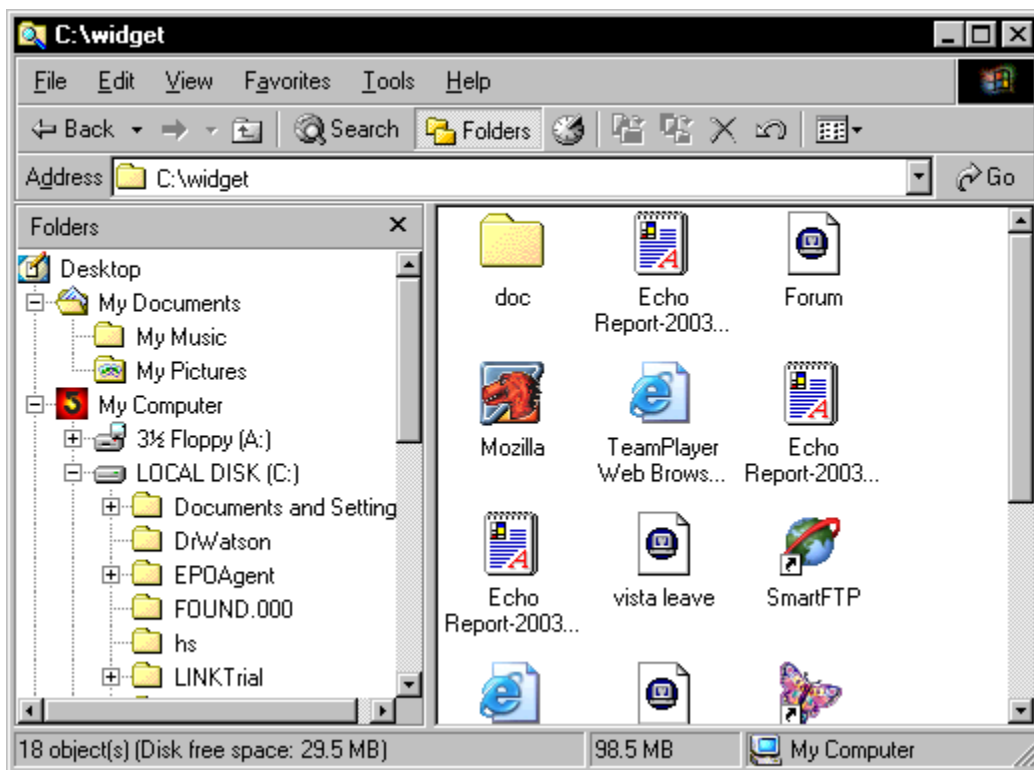 C:\widget
File Edit View Favorites Tools Help
Back Search Folders
Address C:\widget Go
Folders
Desktop
My Documents
My Music
My Pictures
My Computer
3½ Floppy (A:)
LOCAL DISK (C:)
Documents and Setting
DrWatson
EPOAgent
FOUND.000
hs
LINKTrial
doc
Echo
Report-2003...
Forum
Mozilla
TeamPlayer
Web Brows...
Echo
Report-2003...
Echo
Report-2003...
vista leave
SmartFTP
18 object(s) (Disk free space: 29.5 MB) 98.5 MB My Computer